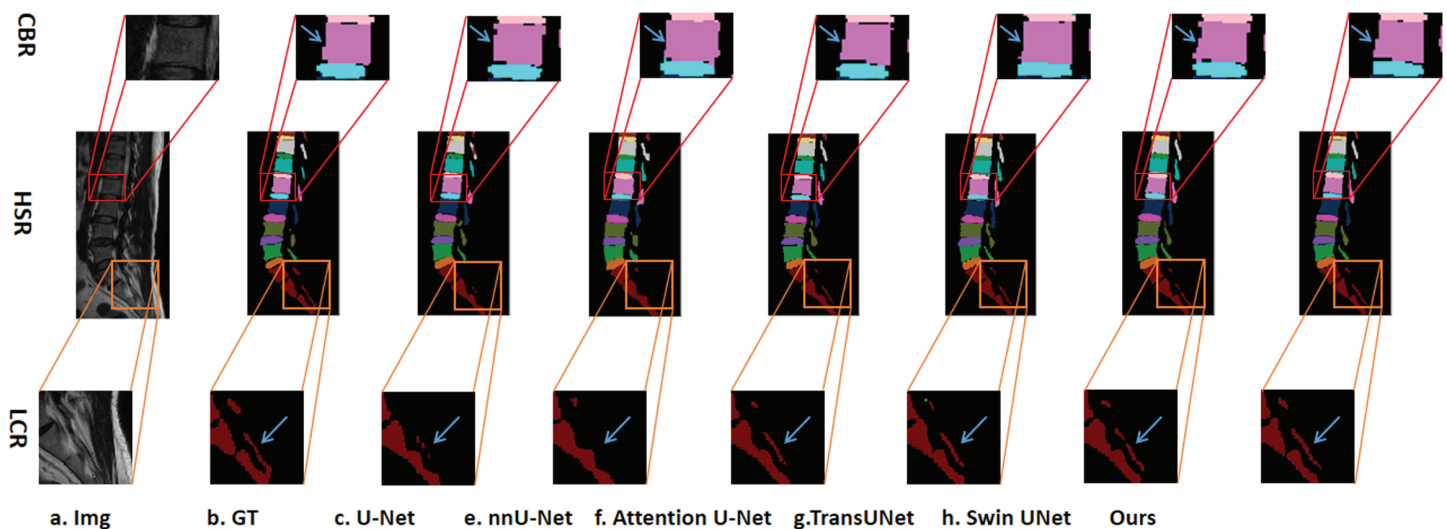 CBR
HSR
LCR
a. Img b. GT c. U-Net e. nnU-Net f. Attention U-Net g.TransUNet h. Swin UNet Ours